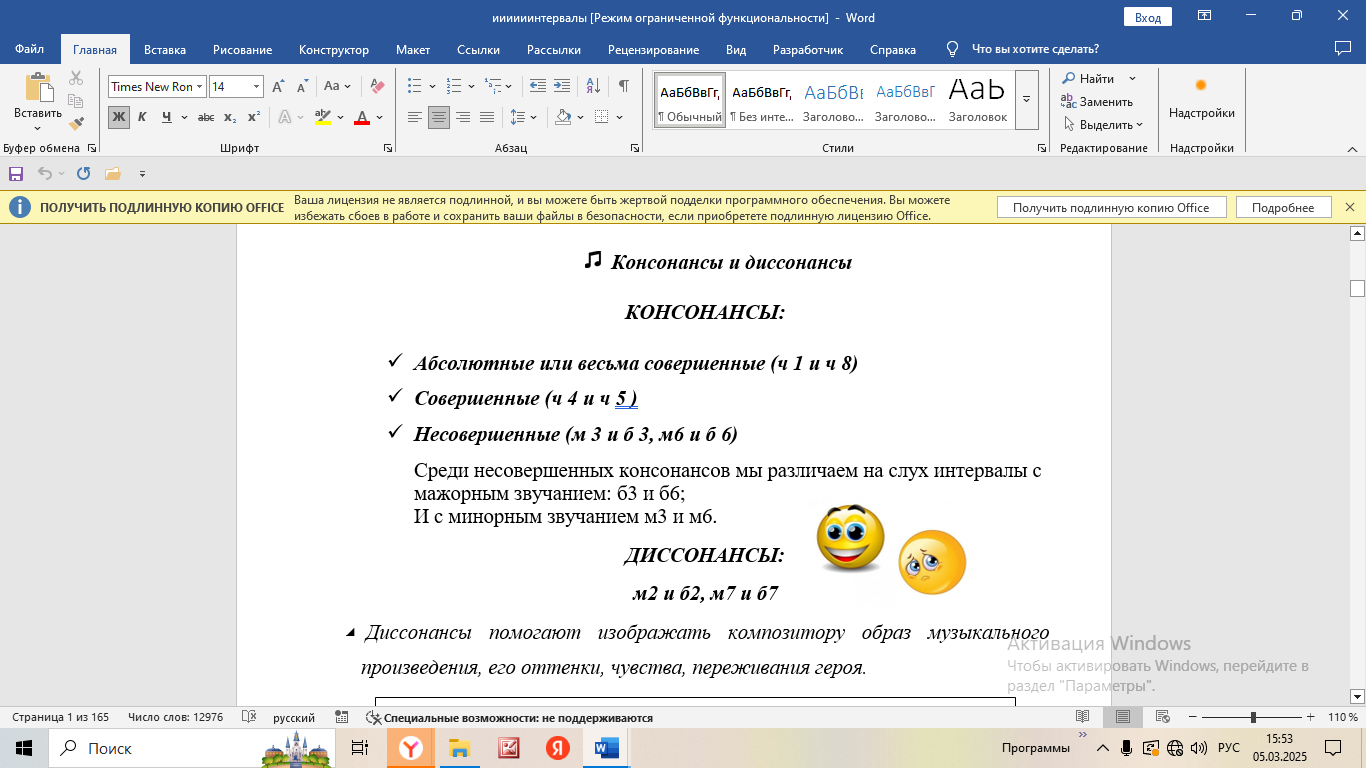 иииииинтервалы [Режим ограниченной функциональности] - Word
Вход
Файл Главная Вставка Рисование Конструктор Макет Ссылки Рассылки Рецензирование Вид Разработчик Справка Что вы хотите сделать?
Вставить
Буфер обмена
Times New Ron 14
Aa
Ж К Ч abc x₂ x²
Шрифт
Абзац
АаБбВвГг, АаБбВвГг, АаБбВв АаБбВвГ АаБ
¶ Обычный ¶ Без инте... Заголово... Заголово... Заголовок
Стили
Найти
Заменить
Выделить
Редактирование
Настройки
Настройки
ПОЛУЧИТЬ ПОДЛИННУЮ КОПИЮ OFFICE
Ваша лицензия не является подлинной, и вы можете быть жертвой подделки программного обеспечения. Вы можете
избежать сбоев в работе и сохранить ваши файлы в безопасности, если приобретете подлинную лицензию Office.
Получить подлинную копию Office
Подробнее
Консонансы и диссонансы
КОНСОНАНСЫ:
✓ Абсолютные или весьма совершенные (ч 1 и ч 8)
✓ Совершенные (ч 4 и ч 5 )
✓ Несовершенные (м 3 и б 3, м6 и б 6)
Среди несовершенных консонансов мы различаем на слух интервалы с
мажорным звучанием: б3 и б6;
И с минорным звучанием м3 и м6.
ДИССОНАНСЫ:
м2 и б2, м7 и б7
Диссонансы помогают изображать композитору образ музыкального
произведения, его оттенки, чувства, переживания героя.
Активация Windows
Чтобы активировать Windows, перейдите в
раздел "Параметры".
Страница 1 из 165 Число слов: 12976 русский Специальные возможности: не поддерживаются 110 %
Поиск
Программы
РУС
15:53
05.03.2025